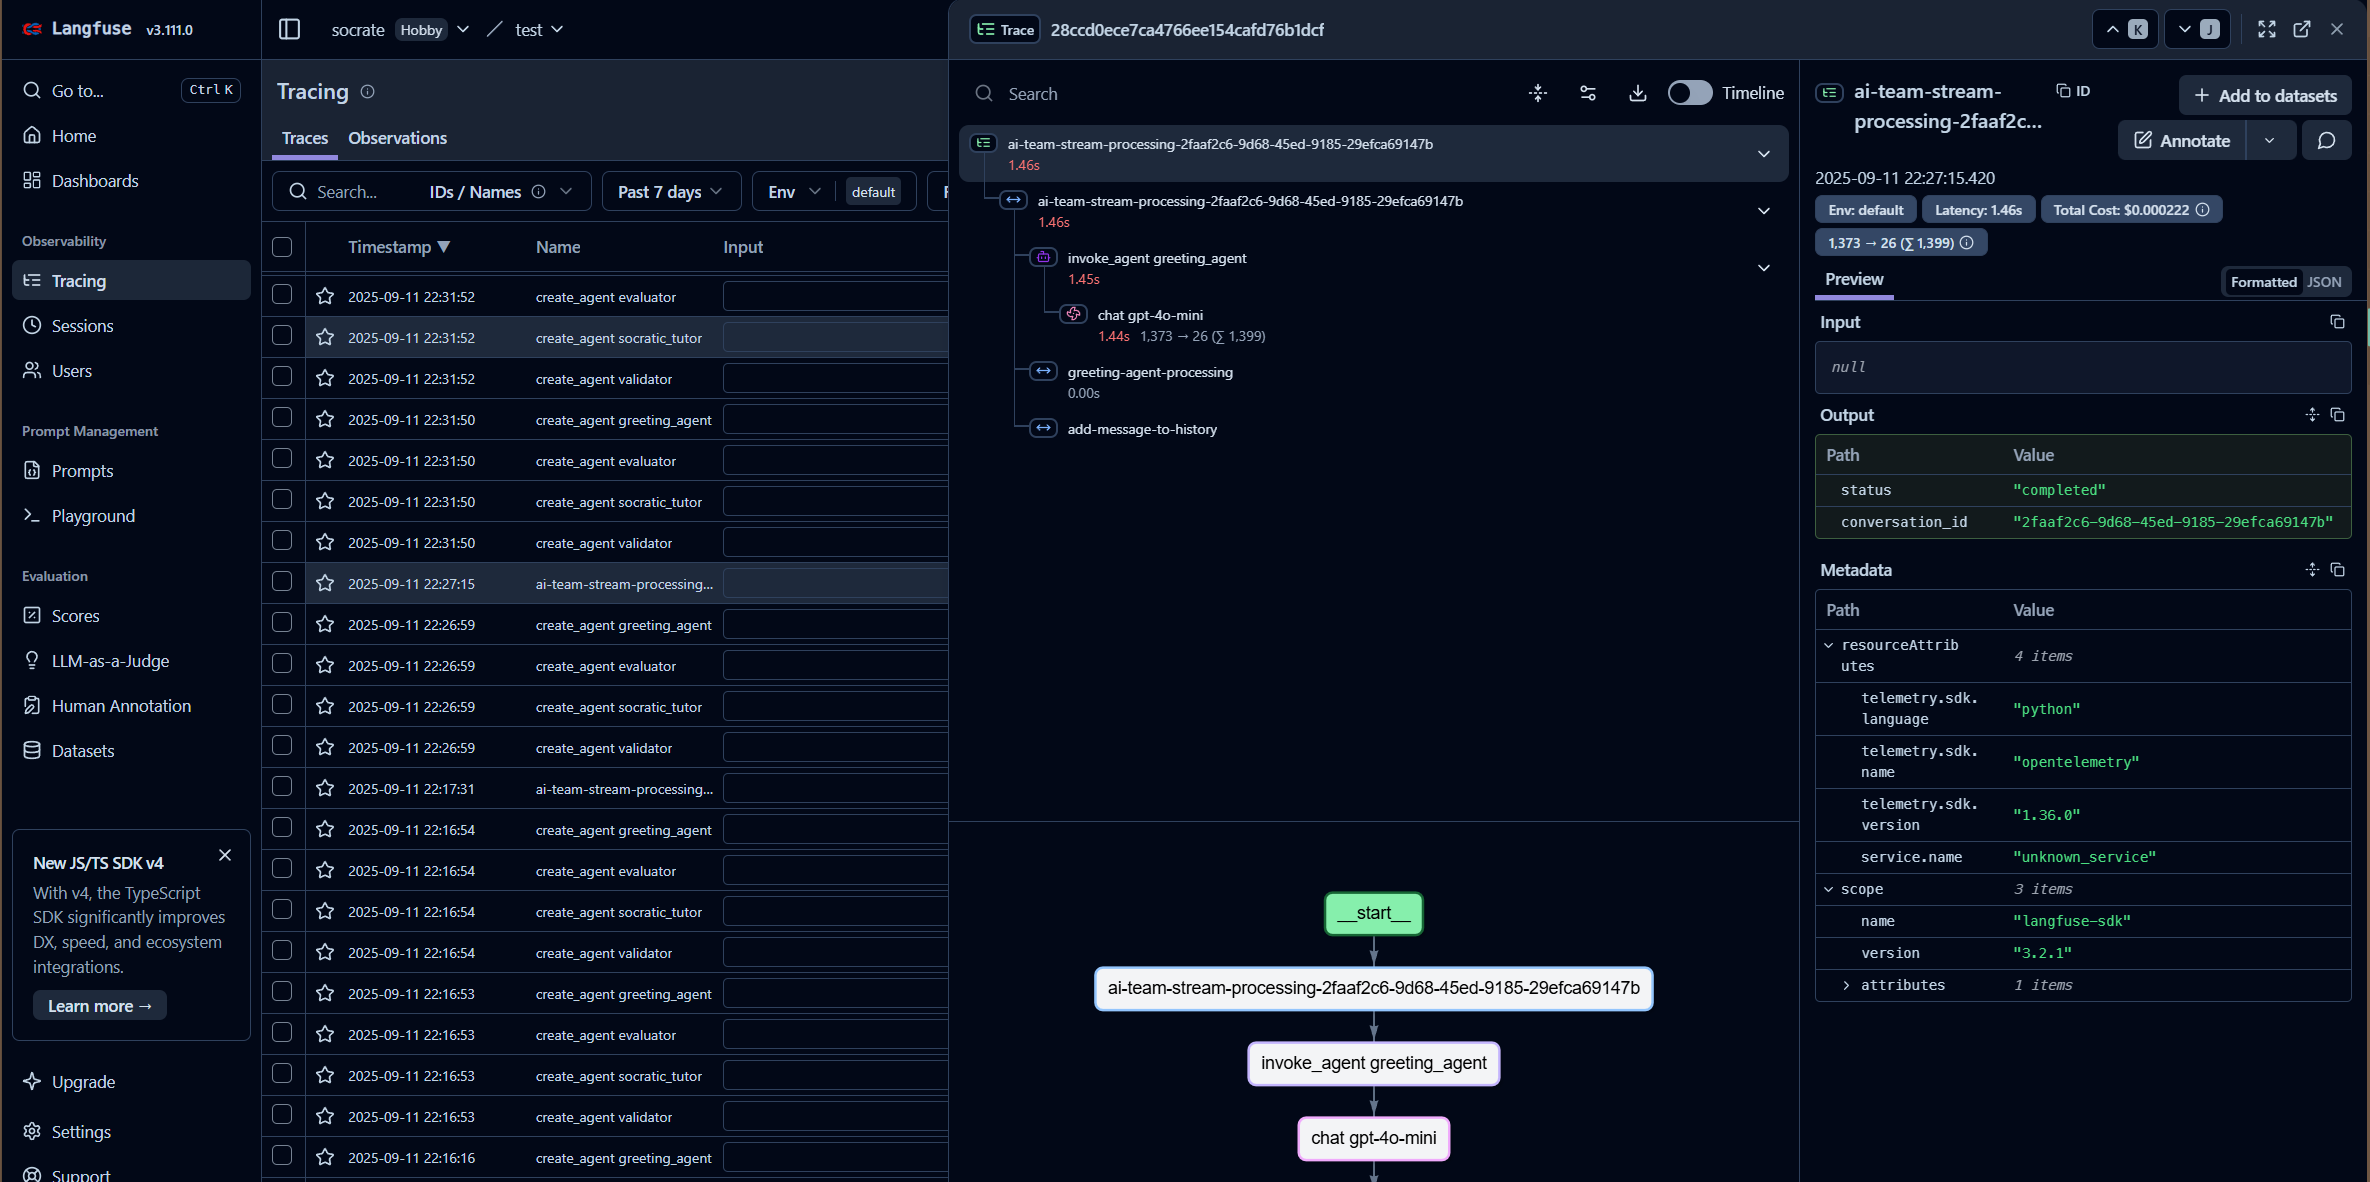 Langfuse v3.111.0
Go to... Ctrl K
Home
Dashboards
Observability
Tracing
Sessions
Users
Prompt Management
Prompts
Playground
Evaluation
Scores
LLM-as-a-Judge
Human Annotation
Datasets
New JS/TS SDK v4
With v4, the TypeScript
SDK significantly improves
DX, speed, and ecosystem
integrations.
Learn more →
Upgrade
Settings
Support
socrate Hobby / test
Tracing
Traces Observations
Search... IDs / Names Past 7 days Env default
Timestamp ▼ Name Input
2025-09-11 22:31:52 create_agent evaluator
2025-09-11 22:31:52 create_agent socratic_tutor
2025-09-11 22:31:52 create_agent validator
2025-09-11 22:31:50 create_agent greeting_agent
2025-09-11 22:31:50 create_agent evaluator
2025-09-11 22:31:50 create_agent socratic_tutor
2025-09-11 22:31:50 create_agent validator
2025-09-11 22:27:15 ai-team-stream-processing...
2025-09-11 22:26:59 create_agent greeting_agent
2025-09-11 22:26:59 create_agent evaluator
2025-09-11 22:26:59 create_agent socratic_tutor
2025-09-11 22:26:59 create_agent validator
2025-09-11 22:17:31 ai-team-stream-processing...
2025-09-11 22:16:54 create_agent greeting_agent
2025-09-11 22:16:54 create_agent evaluator
2025-09-11 22:16:54 create_agent socratic_tutor
2025-09-11 22:16:54 create_agent validator
2025-09-11 22:16:53 create_agent greeting_agent
2025-09-11 22:16:53 create_agent evaluator
2025-09-11 22:16:53 create_agent socratic_tutor
2025-09-11 22:16:53 create_agent validator
2025-09-11 22:16:16 create_agent greeting_agent
Trace 28ccd0ece7ca4766ee154cafd76b1dcf K J
Search Timeline
ai-team-stream-processing-2faaf2c6-9d68-45ed-9185-29efca69147b
1.46s
ai-team-stream-processing-2faaf2c6-9d68-45ed-9185-29efca69147b
1.46s
invoke_agent greeting_agent
1.45s
chat gpt-4o-mini
1.44s 1,373 → 26 (∑ 1,399)
greeting-agent-processing
0.00s
add-message-to-history
__start__
ai-team-stream-processing-2faaf2c6-9d68-45ed-9185-29efca69147b
invoke_agent greeting_agent
chat gpt-4o-mini
ai-team-stream-
processing-2faaf2c...
ID
Add to datasets
Annotate
2025-09-11 22:27:15.420
Env: default Latency: 1.46s Total Cost: $0.000222
1,373 → 26 (∑ 1,399)
Preview Formatted JSON
Input
null
Output
Path Value
status "completed"
conversation_id "2faaf2c6-9d68-45ed-9185-29efca69147b"
Metadata
Path Value
resourceAttrib
utes
4 items
telemetry.sdk.
language
"python"
telemetry.sdk.
name
"opentelemetry"
telemetry.sdk.
version
"1.36.0"
service.name "unknown_service"
scope 3 items
name "langfuse-sdk"
version "3.2.1"
attributes 1 items